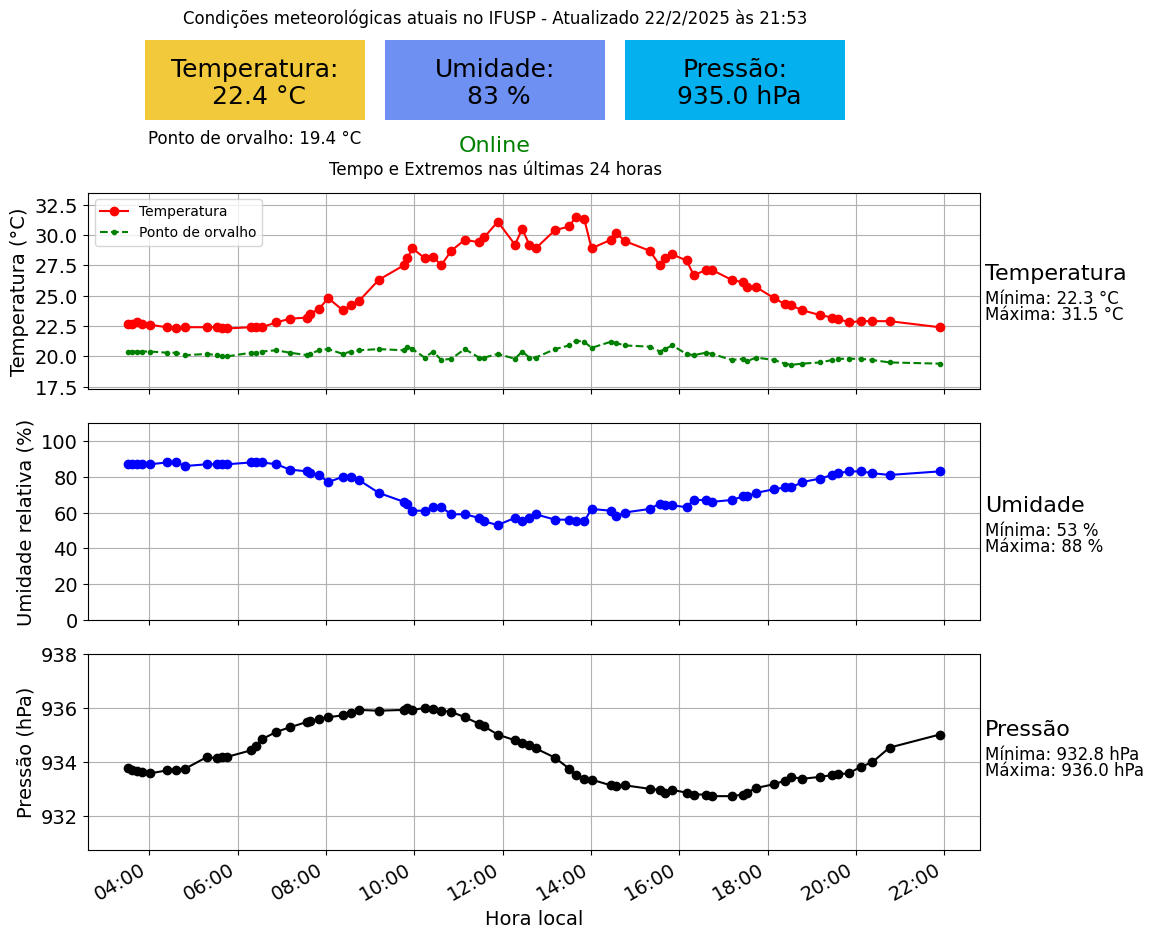 Condições meteorológicas atuais no IFUSP - Atualizado 22/2/2025 às 21:53
Temperatura:
22.4 °C
Umidade:
83 %
Pressão:
935.0 hPa
Ponto de orvalho: 19.4 °C
Online
Tempo e Extremos nas últimas 24 horas
Temperatura (°C)
32.5
30.0
27.5
25.0
22.5
20.0
17.5
Temperatura
Ponto de orvalho
Temperatura
Mínima: 22.3 °C
Máxima: 31.5 °C
Umidade relativa (%)
100
80
60
40
20
0
Umidade
Mínima: 53 %
Máxima: 88 %
Pressão (hPa)
938
936
934
932
Pressão
Mínima: 932.8 hPa
Máxima: 936.0 hPa
04:00
06:00
08:00
10:00
12:00
14:00
16:00
18:00
20:00
22:00
Hora local